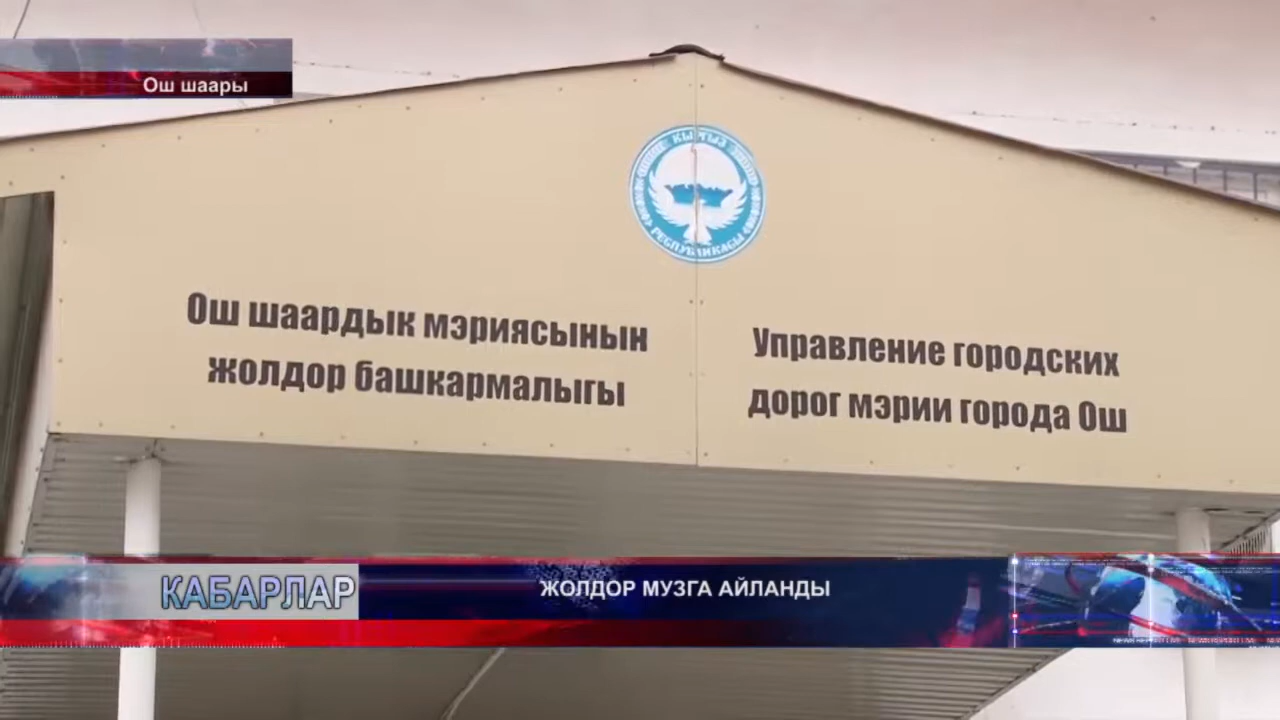 Ош шаары
КЫРГЫЗ
РЕСПУБЛИКАСЫ
Ош шаардык мэриясынын
жолдор башкармалыгы
Управление городских
дорог мэрии города Ош
КАБАРЛАР
ЖОЛДОР МУЗГА АЙЛАНДЫ